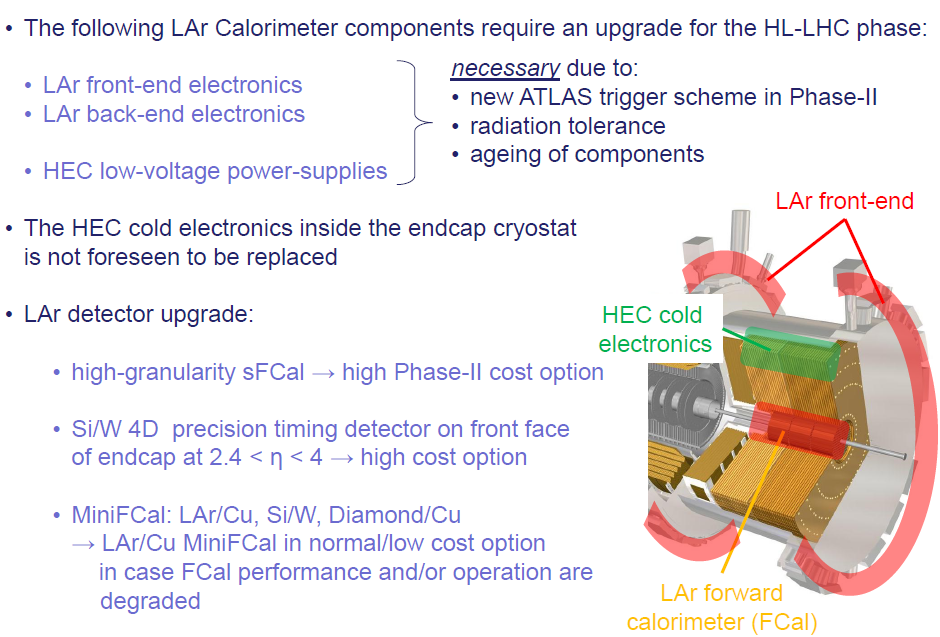 • The following LAr Calorimeter components require an upgrade for the HL-LHC phase:
• LAr front-end electronics
• LAr back-end electronics
• HEC low-voltage power-supplies
necessary due to:
• new ATLAS trigger scheme in Phase-II
• radiation tolerance
• ageing of components
• The HEC cold electronics inside the endcap cryostat
is not foreseen to be replaced
• LAr detector upgrade:
• high-granularity sFCal → high Phase-II cost option
• Si/W 4D precision timing detector on front face
of endcap at 2.4 < η < 4 → high cost option
• MiniFCal: LAr/Cu, Si/W, Diamond/Cu
→ LAr/Cu MiniFCal in normal/low cost option
in case FCal performance and/or operation are
degraded
LAr front-end
HEC cold
electronics
LAr forward
calorimeter (FCal)